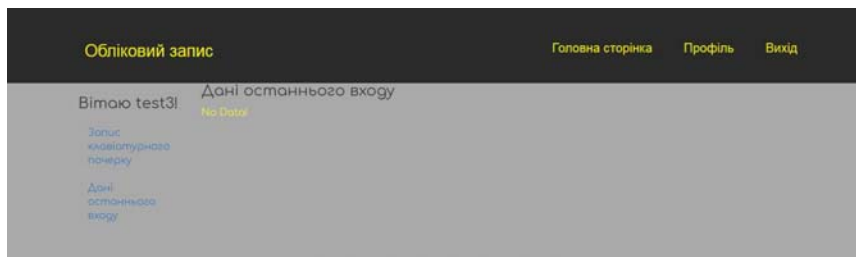 Обліковий запис
Головна сторінка Профіль Вихід
Вітаю test3!
Запис
клавіатурного
почерку
Дані
останнього
входу
Дані останнього входу
No Data!